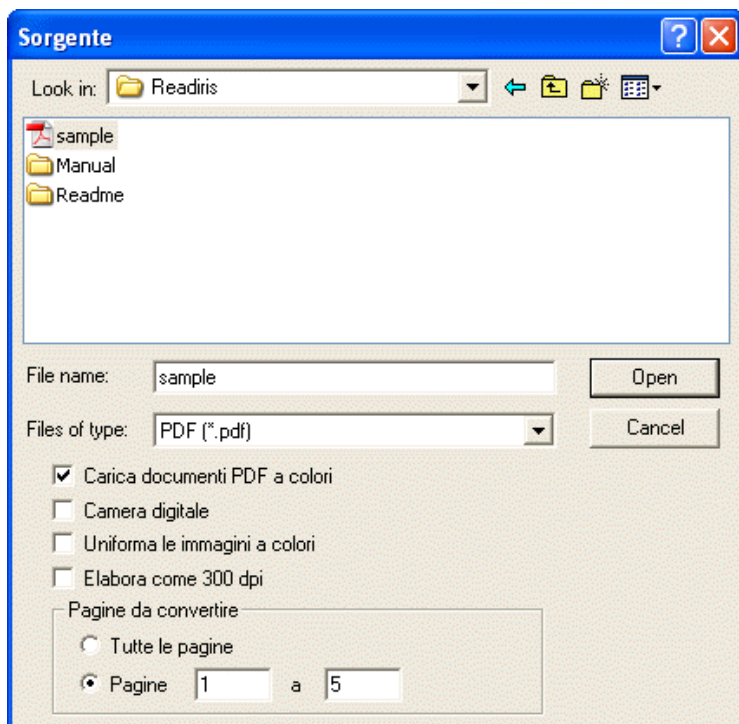 Sorgente
Look in: Readiris
sample
Manual
Readme
File name: sample Open
Files of type: PDF (*.pdf) Cancel
Carica documenti PDF a colori
Camera digitale
Uniforma le immagini a colori
Elabora come 300 dpi
Pagine da convertire
Tutte le pagine
Pagine 1 a 5